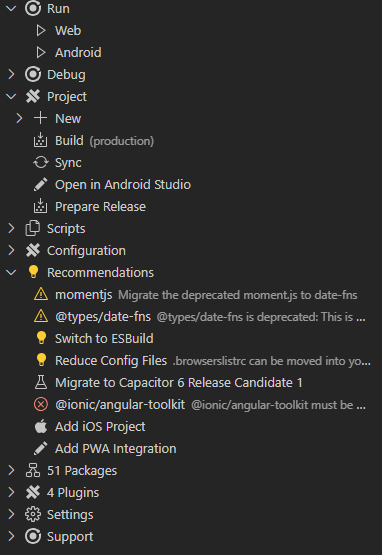 Run
Web
Android
Debug
Project
New
Build (production)
Sync
Open in Android Studio
Prepare Release
Scripts
Configuration
Recommendations
momentjs Migrate the deprecated moment.js to date-fns
@types/date-fns @types/date-fns is deprecated: This is ...
Switch to ESBuild
Reduce Config Files .browserslistrc can be moved into yo...
Migrate to Capacitor 6 Release Candidate 1
@ionic/angular-toolkit @ionic/angular-toolkit must be ...
Add iOS Project
Add PWA Integration
51 Packages
4 Plugins
Settings
Support